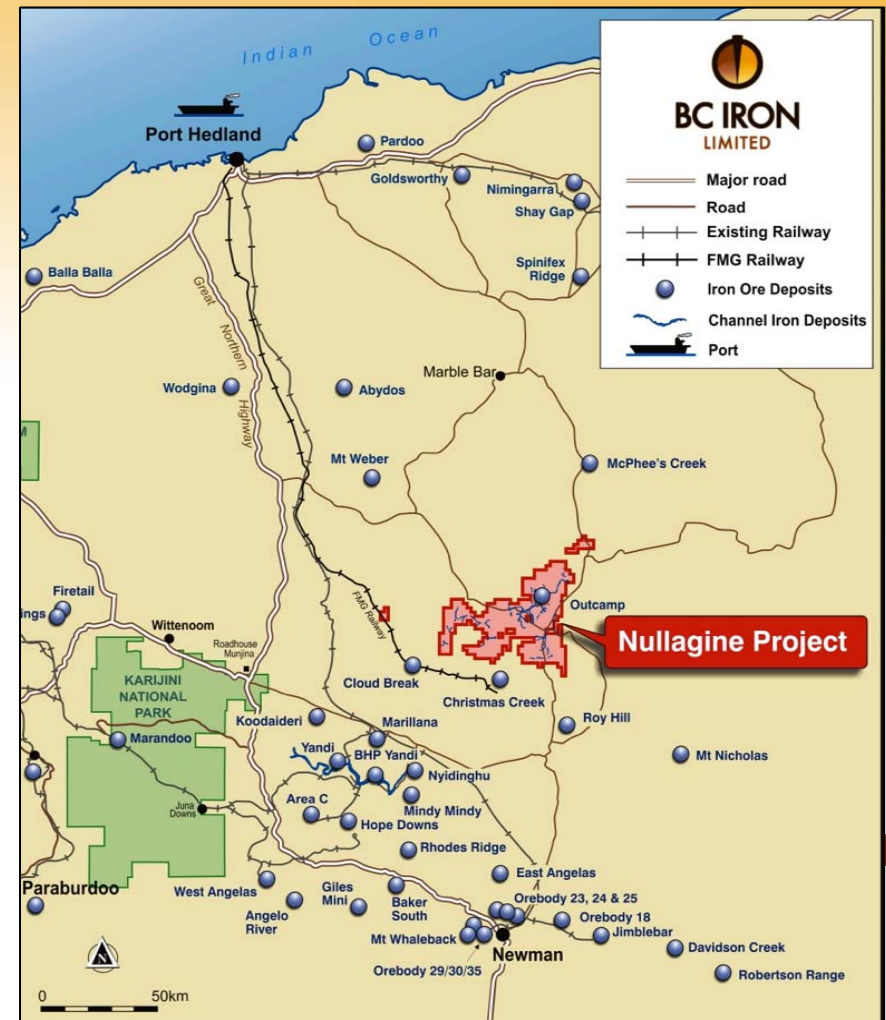 Indian Ocean
Port Hedland
Pardoo
Goldsworthy
Nimingarra
Shay Gap
Balla Balla
Spinifex
Ridge
Great Northern Highway
Marble Bar
Wodgina
Abydos
Mt Weber
McPhee's Creek
Firetail
ings
Wittenoom
Roadhouse
Munjina
FMG Railway
Outcamp
Nullagine Project
KARIJINI
NATIONAL
PARK
Cloud Break
Christmas Creek
Koodaideri
Marillana
Roy Hill
Marandoo
Yandi
BHP Yandi
Nyidinghu
Mt Nicholas
Juna
Downs
Area C
Mindy Mindy
Hope Downs
Rhodes Ridge
East Angelas
Paraburdoo
West Angelas
Angelo
River
Giles
Mini
Baker
South
Orebody 23, 24 & 25
Orebody 18
Mt Whaleback
Jimblebar
Newman
Davidson Creek
Orebody 29/30/35
Robertson Range
N
0 50km
BC IRON
LIMITED
Major road
Road
Existing Railway
FMG Railway
Iron Ore Deposits
Channel Iron Deposits
Port